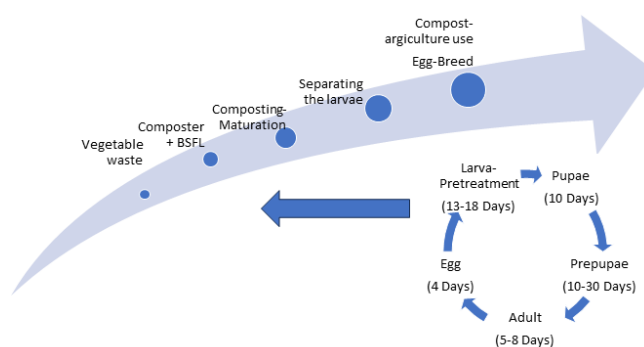 Compost-
argiculture use
Egg-Breed
Separating
the larvae
Composting-
Maturation
Composter
+ BSFL
Vegetable
waste
Larva-
Pretreatment
(13-18 Days)
Pupae
(10 Days)
Prepupae
(10-30 Days)
Adult
(5-8 Days)
Egg
(4 Days)